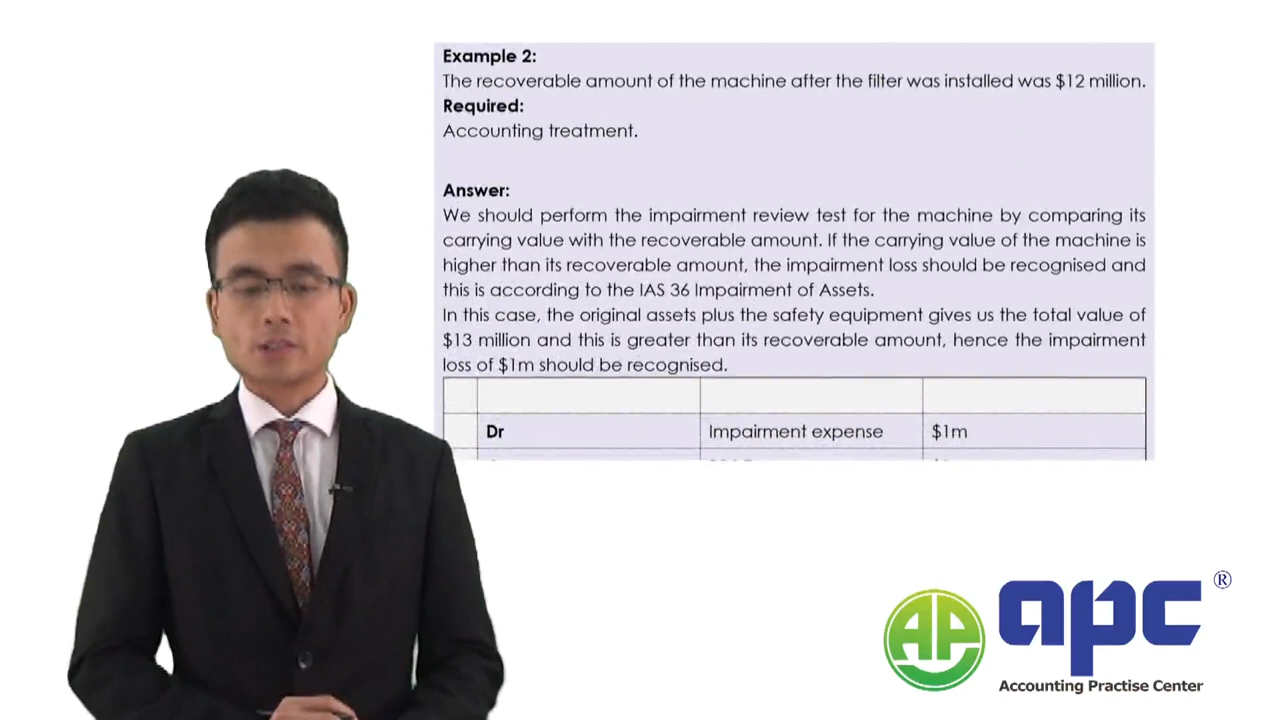 Example 2:
The recoverable amount of the machine after the filter was installed was $12 million.
Required:
Accounting treatment.
Answer:
We should perform the impairment review test for the machine by comparing its
carrying value with the recoverable amount. If the carrying value of the machine is
higher than its recoverable amount, the impairment loss should be recognised and
this is according to the IAS 36 Impairment of Assets.
In this case, the original assets plus the safety equipment gives us the total value of
$13 million and this is greater than its recoverable amount, hence the impairment
loss of $1m should be recognised.
Dr Impairment expense $1m
AP apc ®
Accounting Practise Center